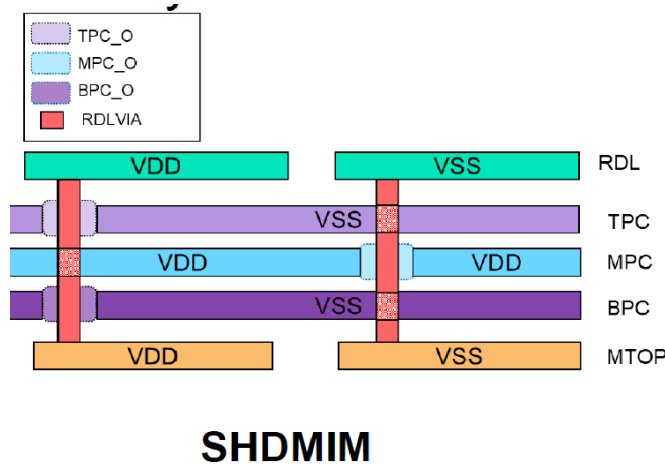 TPC_O
MPC_O
BPC_O
RDLVIA
VDD VSS RDL
VSS TPC
VDD VDD MPC
VSS BPC
VDD VSS MTOP
SHDMIM